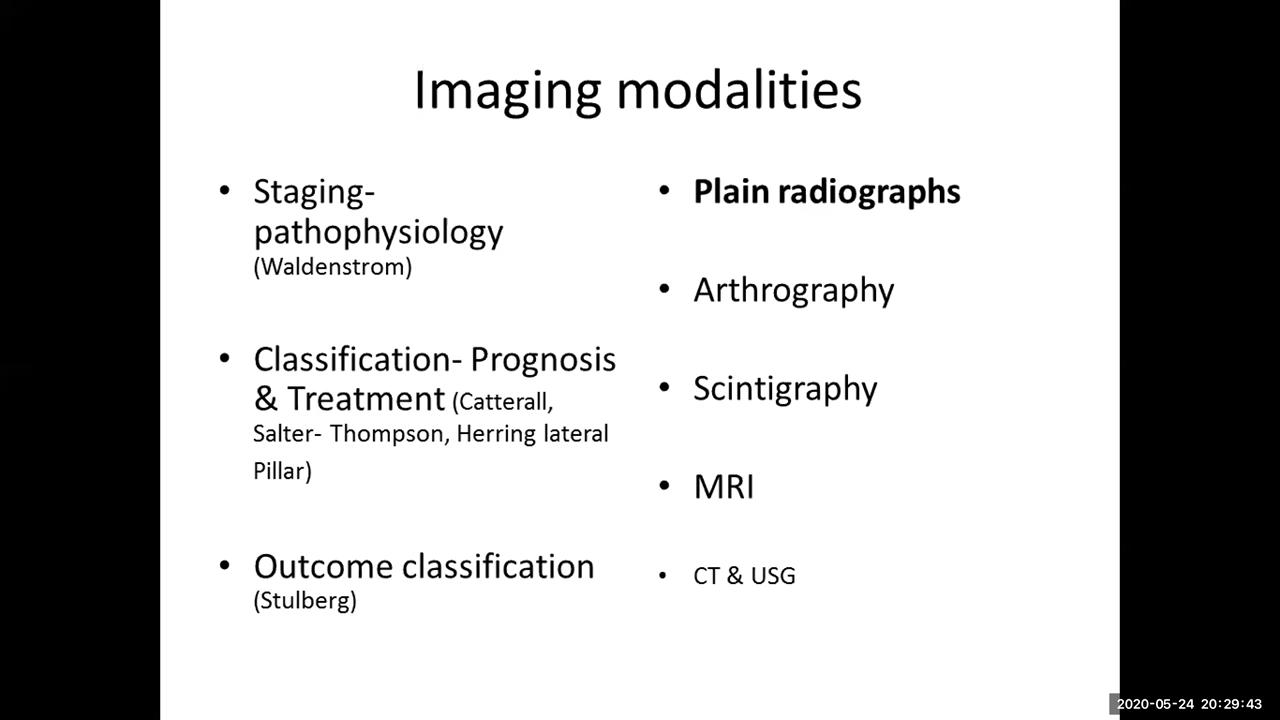 Imaging modalities
• Staging-
pathophysiology
(Waldenstrom)
• Classification- Prognosis
& Treatment (Catterall,
Salter- Thompson, Herring lateral
Pillar)
• Outcome classification
(Stulberg)
• Plain radiographs
• Arthrography
• Scintigraphy
• MRI
• CT & USG
2020-05-24 20:29:43